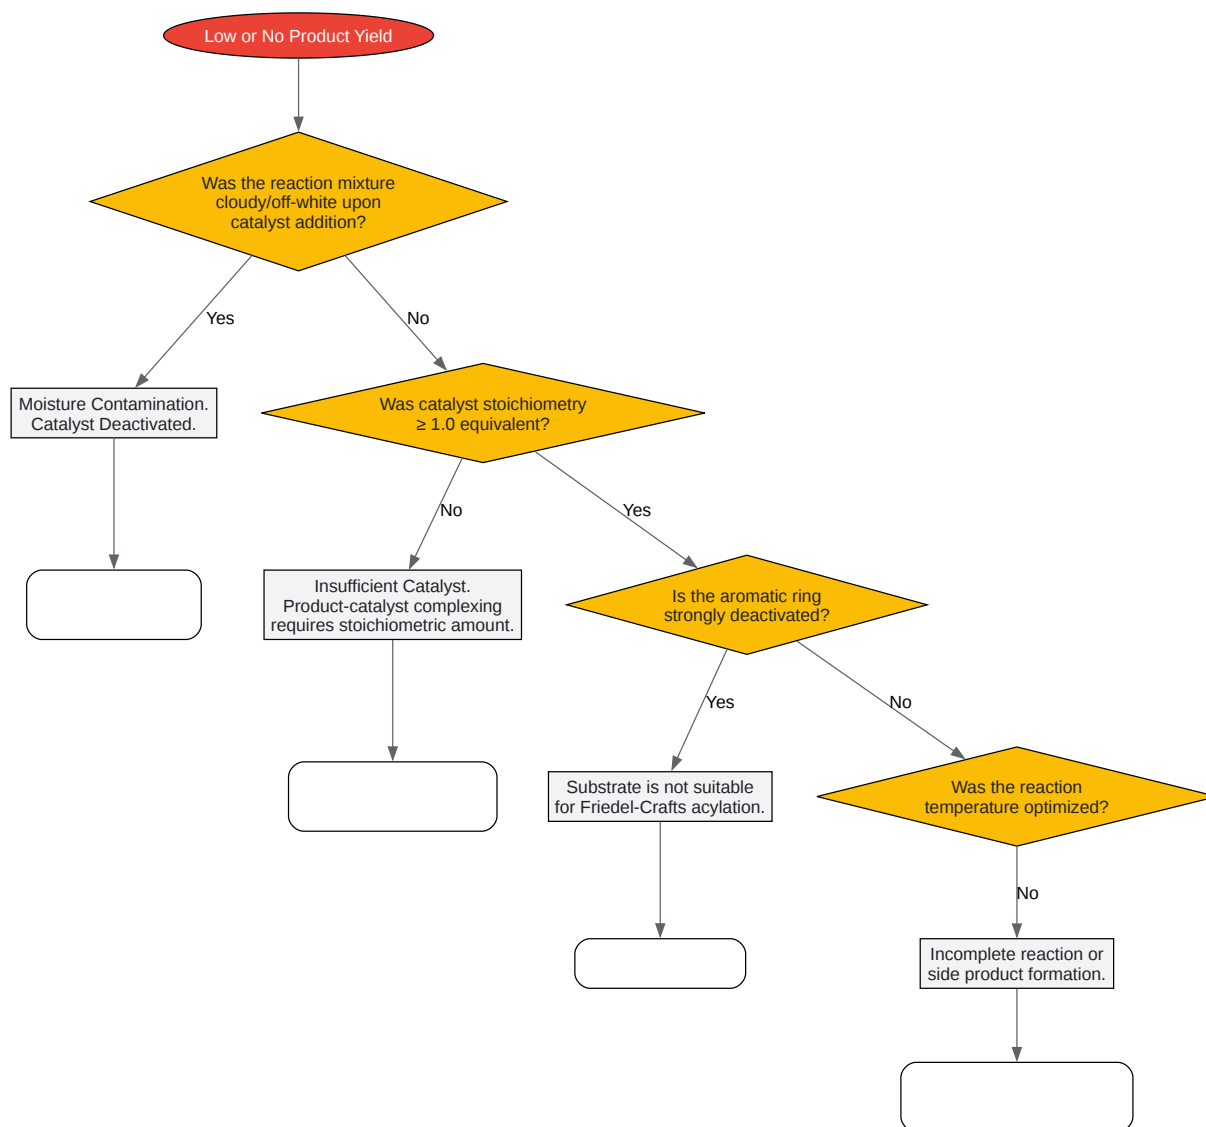 Low or No Product Yield
Was the reaction mixture
cloudy/off-white upon
catalyst addition?
Yes
No
Moisture Contamination.
Catalyst Deactivated.
Was catalyst stoichiometry
≥ 1.0 equivalent?
No
Yes
Insufficient Catalyst.
Product-catalyst complexing
requires stoichiometric amount.
Is the aromatic ring
strongly deactivated?
Yes
No
Substrate is not suitable
for Friedel-Crafts acylation.
Was the reaction
temperature optimized?
No
Incomplete reaction or
side product formation.